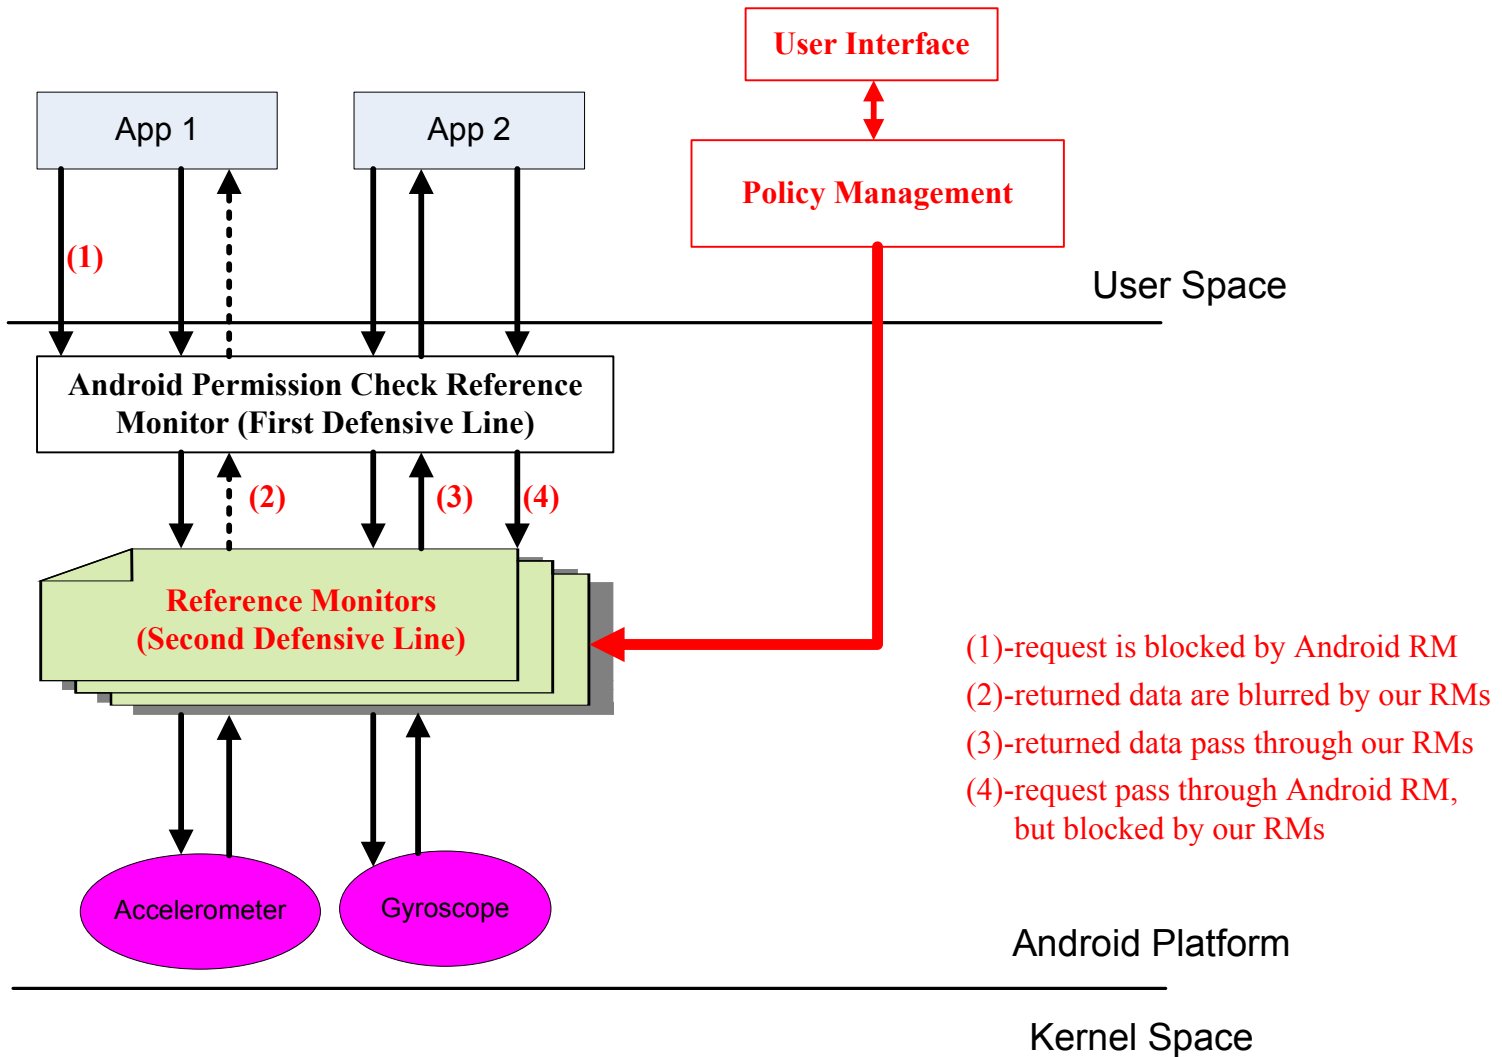 User Interface
App 1
App 2
Policy Management
(1)
User Space
Android Permission Check Reference
Monitor (First Defensive Line)
(2)
(3)
(4)
Reference Monitors
(Second Defensive Line)
(1)-request is blocked by Android RM
(2)-returned data are blurred by our RMs
(3)-returned data pass through our RMs
(4)-request pass through Android RM,
but blocked by our RMs
Accelerometer
Gyroscope
Android Platform
Kernel Space